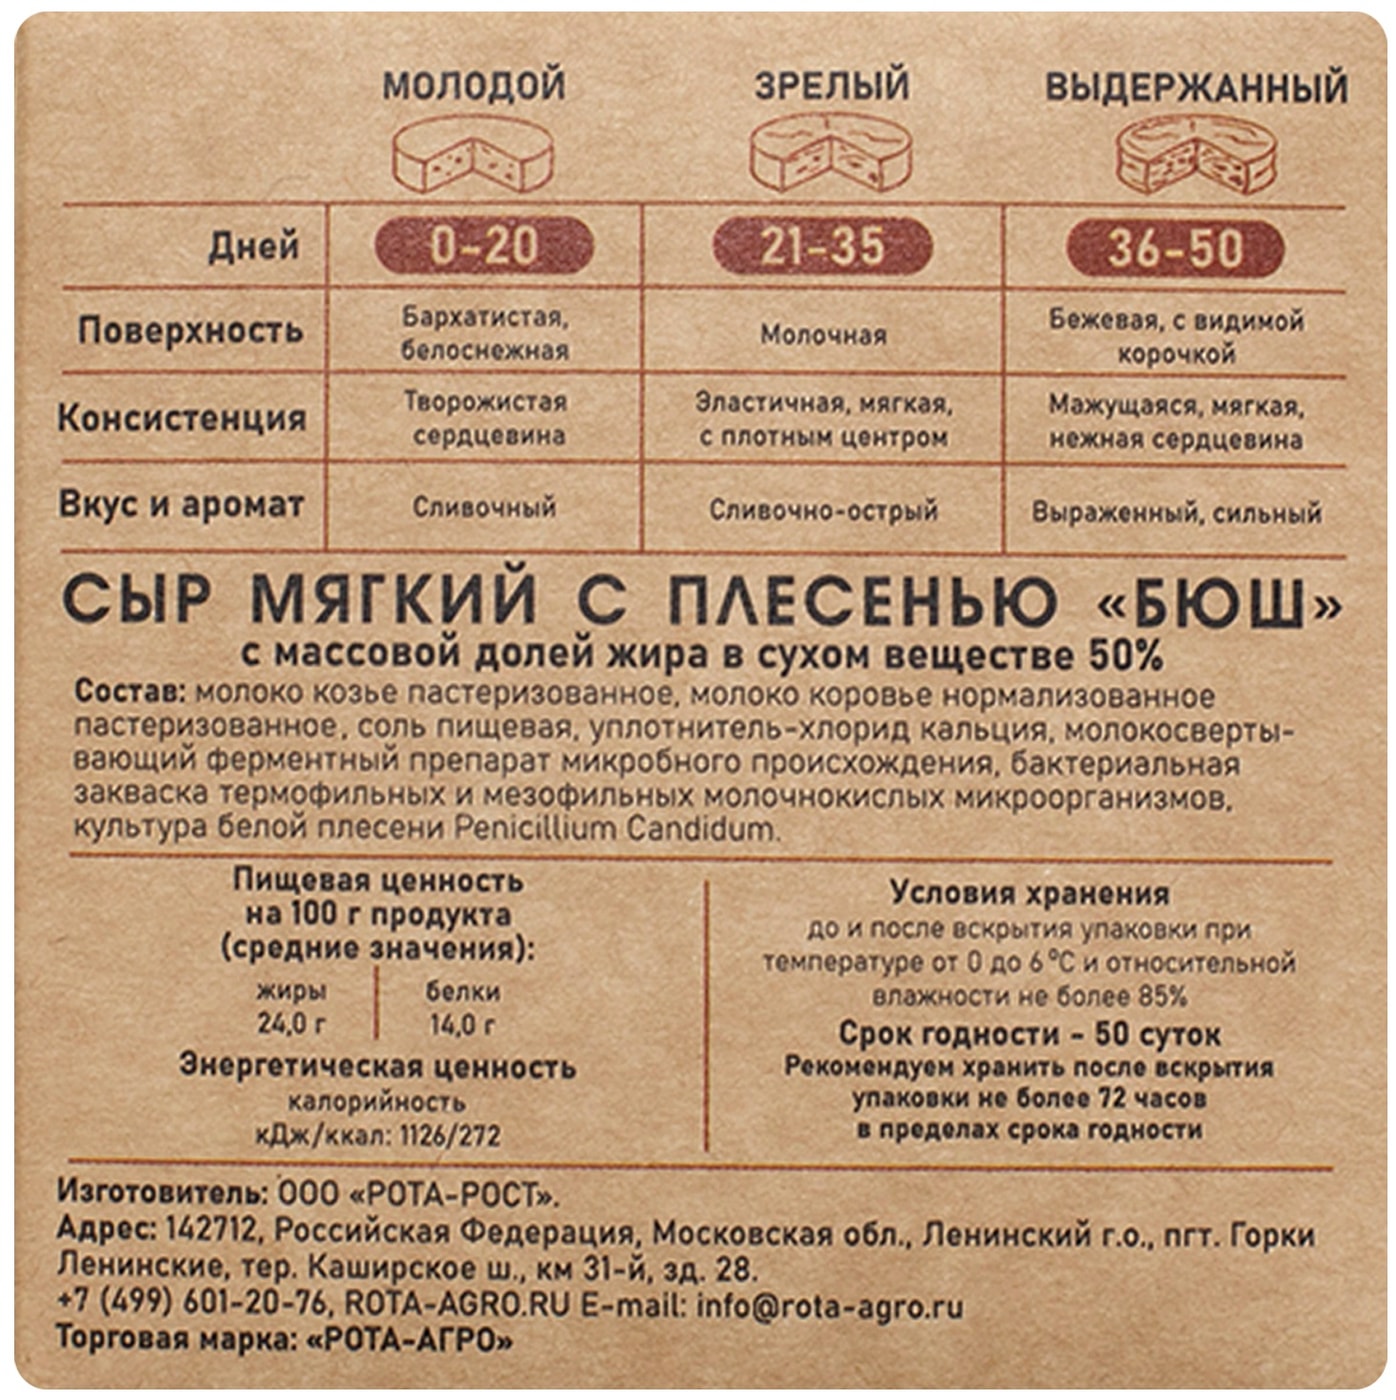 МОЛОДОЙ ЗРЕЛЫЙ ВЫДЕРЖАННЫЙ
Дней 0-20 21-35 36-50
Поверхность Бархатистая, белоснежная Молочная Бежевая, с видимой корочкой
Консистенция Творожистая сердцевина Эластичная, мягкая, с плотным центром Мажущаяся, мягкая, нежная сердцевина
Вкус и аромат Сливочный Сливочно-острый Выраженный, сильный
СЫР МЯГКИЙ С ПЛЕСЕНЬЮ «БЮШ»
с массовой долей жира в сухом веществе 50%
Состав: молоко козье пастеризованное, молоко коровье нормализованное
пастеризованное, соль пищевая, уплотнитель-хлорид кальция, молокосверты-
вающий ферментный препарат микробного происхождения, бактериальная
закваска термофильных и мезофильных молочнокислых микроорганизмов,
культура белой плесени Penicillium Candidum.
Пищевая ценность
на 100 г продукта
(средние значения):
жиры белки
24,0 г 14,0 г
Энергетическая ценность
калорийность
кДж/ккал: 1126/272
Условия хранения
до и после вскрытия упаковки при
температуре от 0 до 6 °С и относительной
влажности не более 85%
Срок годности - 50 суток
Рекомендуем хранить после вскрытия
упаковки не более 72 часов
в пределах срока годности
Изготовитель: ООО «РОТА-РОСТ».
Адрес: 142712, Российская Федерация, Московская обл., Ленинский г.о., пгт. Горки
Ленинские, тер. Каширское ш., км 31-й, зд. 28.
+7 (499) 601-20-76, ROTA-AGRO.RU E-mail: info@rota-agro.ru
Торговая марка: «РОТА-АГРО»